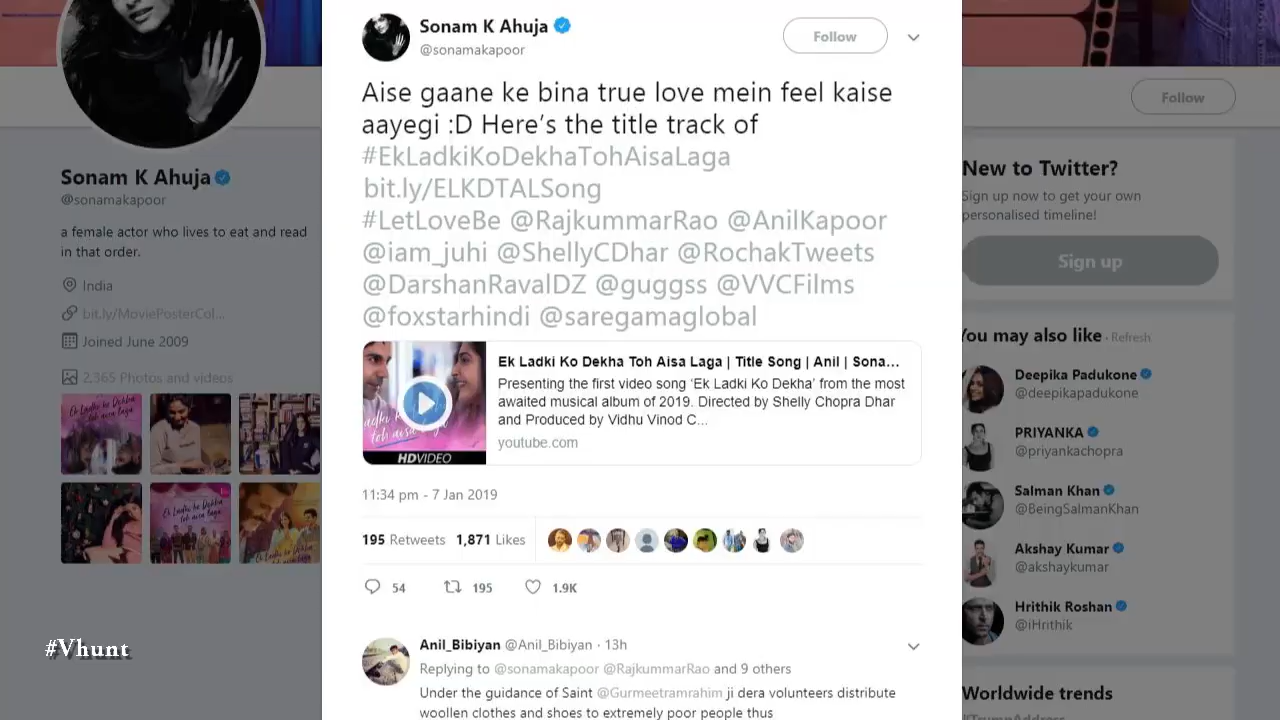 Sonam K Ahuja
@sonamakapoor
Follow
Aise gaane ke bina true love mein feel kaise
aayegi :D Here’s the title track of
#EkLadkiKoDekhaTohAisaLaga
bit.ly/ELKDTALSong
#LetLoveBe @RajkummarRao @AnilKapoor
@iam_juhi @ShellyCDhar @RochakTweets
@DarshanRavalDZ @guggss @VVCFilms
@foxstarhindi @saregamaglobal
Ek Ladki Ko Dekha Toh Aisa Laga | Title Song | Anil | Sona...
Presenting the first video song ‘Ek Ladki Ko Dekha’ from the most
awaited musical album of 2019. Directed by Shelly Chopra Dhar
and Produced by Vidhu Vinod C...
youtube.com
HDVIDEO
11:34 pm - 7 Jan 2019
195 Retweets 1,871 Likes
54 195 1.9K
Anil_Bibiyan @Anil_Bibiyan · 13h
Replying to @sonamakapoor @RajkummarRao and 9 others
Under the guidance of Saint @Gurmeetramrahim ji dera volunteers distribute
woollen clothes and shoes to extremely poor people thus
Sonam K Ahuja
@sonamakapoor
a female actor who lives to eat and read
in that order.
India
bit.ly/MoviePosterCol...
Joined June 2009
2,365 Photos and videos
#Vhunt
Follow
New to Twitter?
Sign up now to get your own
personalised timeline!
Sign up
You may also like · Refresh
Deepika Padukone
@deepikapadukone
PRIYANKA
@priyankachopra
Salman Khan
@BeingSalmanKhan
Akshay Kumar
@akshaykumar
Hrithik Roshan
@iHrithik
Worldwide trends